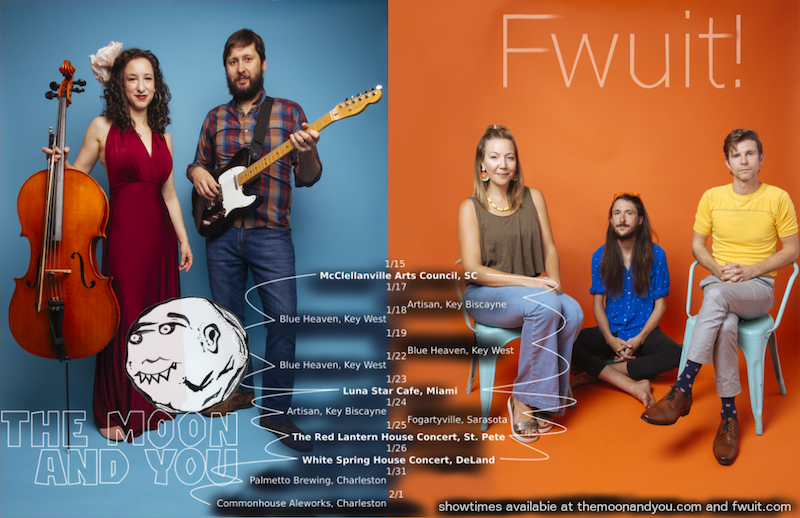 Fwuit!
1/15
McClellanville Arts Council, SC
1/17
Artisan, Key Biscayne
1/18
Blue Heaven, Key West
1/19
Blue Heaven, Key West
1/22
Blue Heaven, Key West
1/23
Luna Star Cafe, Miami
1/24
Artisan, Key Biscayne
Fogartyville, Sarasota
1/25
The Red Lantern House Concert, St. Pete
1/26
White Spring House Concert, DeLand
1/31
Palmetto Brewing, Charleston
2/1
Commonhouse Aleworks, Charleston
THE MOON
AND YOU
showtimes available at themoonandyou.com and fwuit.com